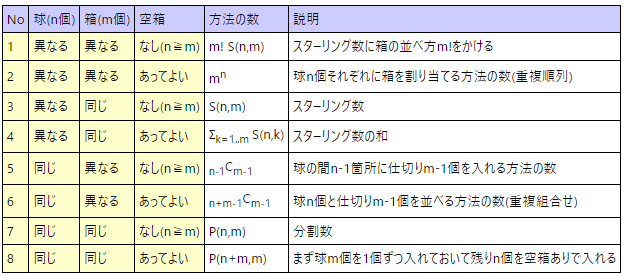 No 球(n個) 箱(m個) 空箱 方法の数 説明
1 異なる 異なる なし(n≧m) m! S(n,m) スターリング数に箱の並べ方m!をかける
2 異なる 異なる あってよい mⁿ 球n個それぞれに箱を割り当てる方法の数(重複順列)
3 異なる 同じ なし(n≧m) S(n,m) スターリング数
4 異なる 同じ あってよい Σk=1..m S(n,k) スターリング数の和
5 同じ 異なる なし(n≧m) n-1Cm-1 球の間n-1箇所に仕切りm-1個を入れる方法の数
6 同じ 異なる あってよい n+m-1Cm-1 球n個と仕切りm-1個を並べる方法の数(重複組合せ)
7 同じ 同じ なし(n≧m) P(n,m) 分割数
8 同じ 同じ あってよい P(n+m,m) まず球m個を1個ずつ入れておいて残りn個を空箱ありで入れる